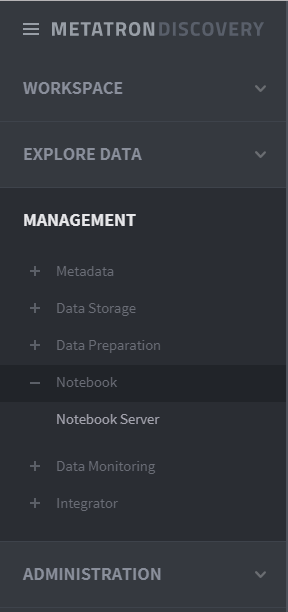 METATRONDISCOVERY
WORKSPACE
EXPLORE DATA
MANAGEMENT
Metadata
Data Storage
Data Preparation
Notebook
Notebook Server
Data Monitoring
Integrator
ADMINISTRATION